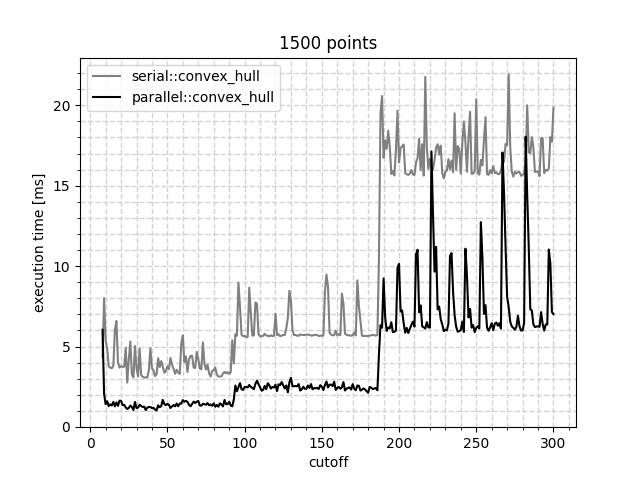 1500 points
serial::convex_hull
parallel::convex_hull
execution time [ms]
20
15
10
5
0
0 50 100 150 200 250 300
cutoff